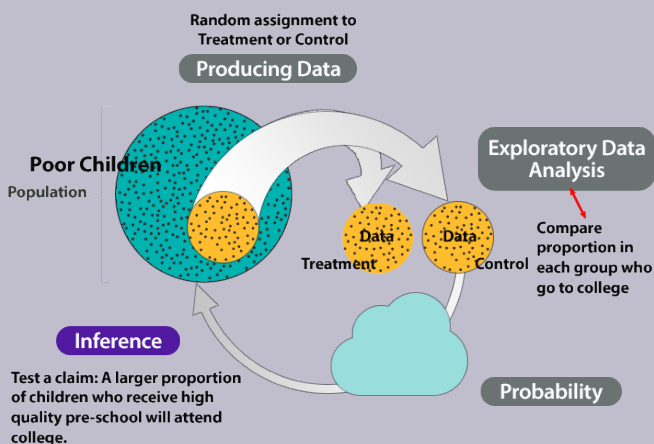 Random assignment to
Treatment or Control
Producing Data
Poor Children
Population
Exploratory Data
Analysis
Data
Data
Treatment
Control
Compare
proportion in
each group who
go to college
Inference
Test a claim: A larger proportion
of children who receive high
quality pre-school will attend
college.
Probability